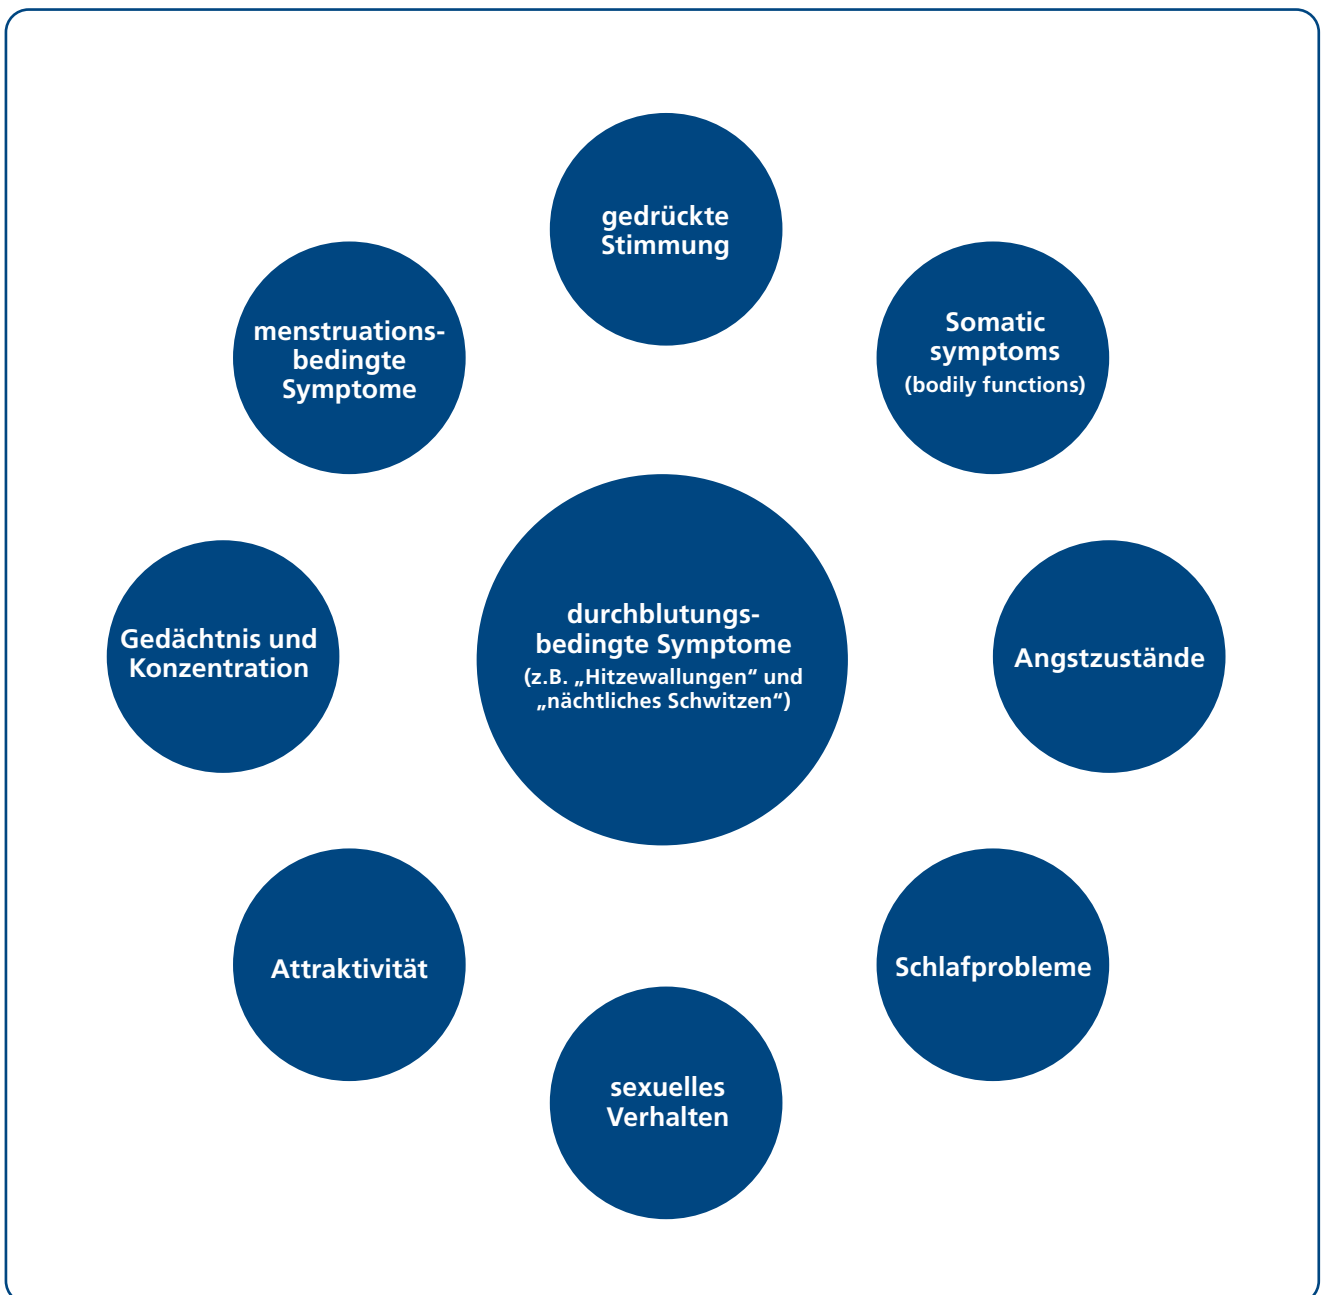 gedrückte
Stimmung
Somatic
symptoms
(bodily functions)
menstruations-
bedingte
Symptome
durchblutungs-
bedingte Symptome
(z.B. „Hitzewallungen“ und
„nächtliches Schwitzen“)
Gedächtnis und
Konzentration
Angstzustände
Attraktivität
Schlafprobleme
sexuelles
Verhalten